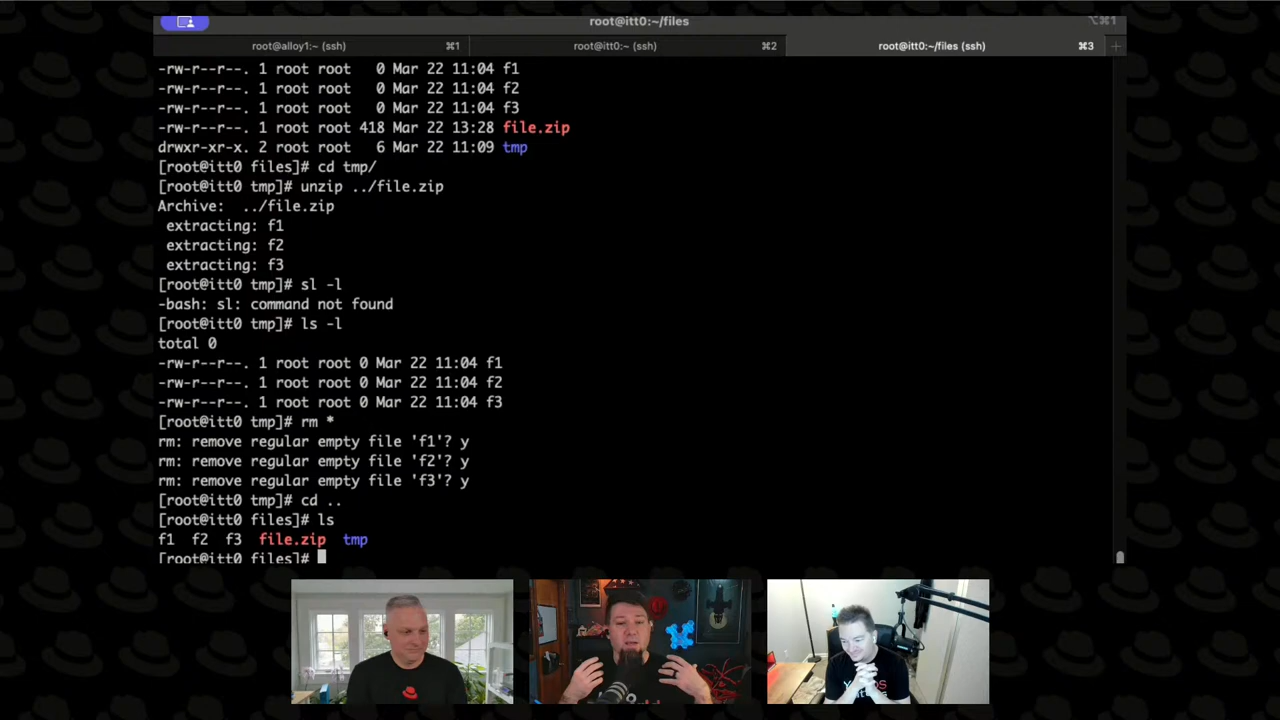 root@itt0:~/files
⌥⌘1
root@alloy1:~ (ssh) ⌘1 root@itt0:~ (ssh) ⌘2 root@itt0:~/files (ssh) ⌘3 +
-rw-r--r--. 1 root root   0 Mar 22 11:04 f1
-rw-r--r--. 1 root root   0 Mar 22 11:04 f2
-rw-r--r--. 1 root root   0 Mar 22 11:04 f3
-rw-r--r--. 1 root root 418 Mar 22 13:28 file.zip
drwxr-xr-x. 2 root root   6 Mar 22 11:09 tmp
[root@itt0 files]# cd tmp/
[root@itt0 tmp]# unzip ../file.zip
Archive:  ../file.zip
 extracting: f1
 extracting: f2
 extracting: f3
[root@itt0 tmp]# sl -l
-bash: sl: command not found
[root@itt0 tmp]# ls -l
total 0
-rw-r--r--. 1 root root 0 Mar 22 11:04 f1
-rw-r--r--. 1 root root 0 Mar 22 11:04 f2
-rw-r--r--. 1 root root 0 Mar 22 11:04 f3
[root@itt0 tmp]# rm *
rm: remove regular empty file 'f1'? y
rm: remove regular empty file 'f2'? y
rm: remove regular empty file 'f3'? y
[root@itt0 tmp]# cd ..
[root@itt0 files]# ls
f1  f2  f3  file.zip  tmp
[root@itt0 files]#